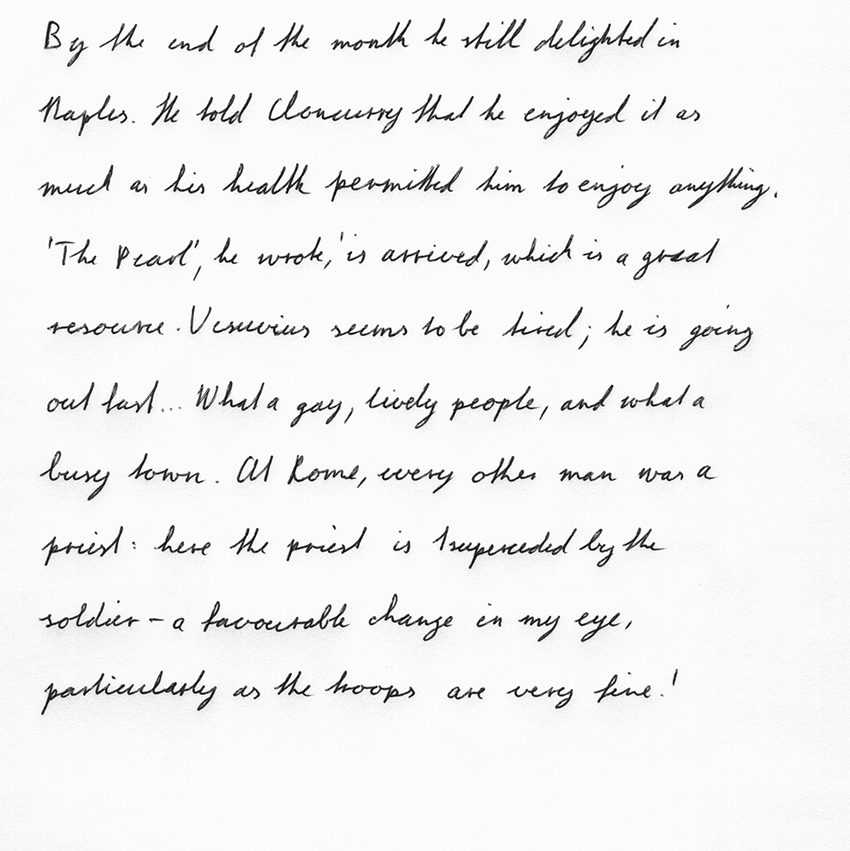 By the end of the month he still delighted in
Naples. He told Cloncurry that he enjoyed it as
much as his health permitted him to enjoy anything.
'The Pearl', he wrote, 'is arrived, which is a great
resource. Vesuvius seems to be tired; he is going
out fast... What a gay, lively people, and what a
busy town. At Rome, every other man was a
priest: here the priest is superceded by the
soldier - a favourable change in my eye,
particularly as the troops are very fine.'